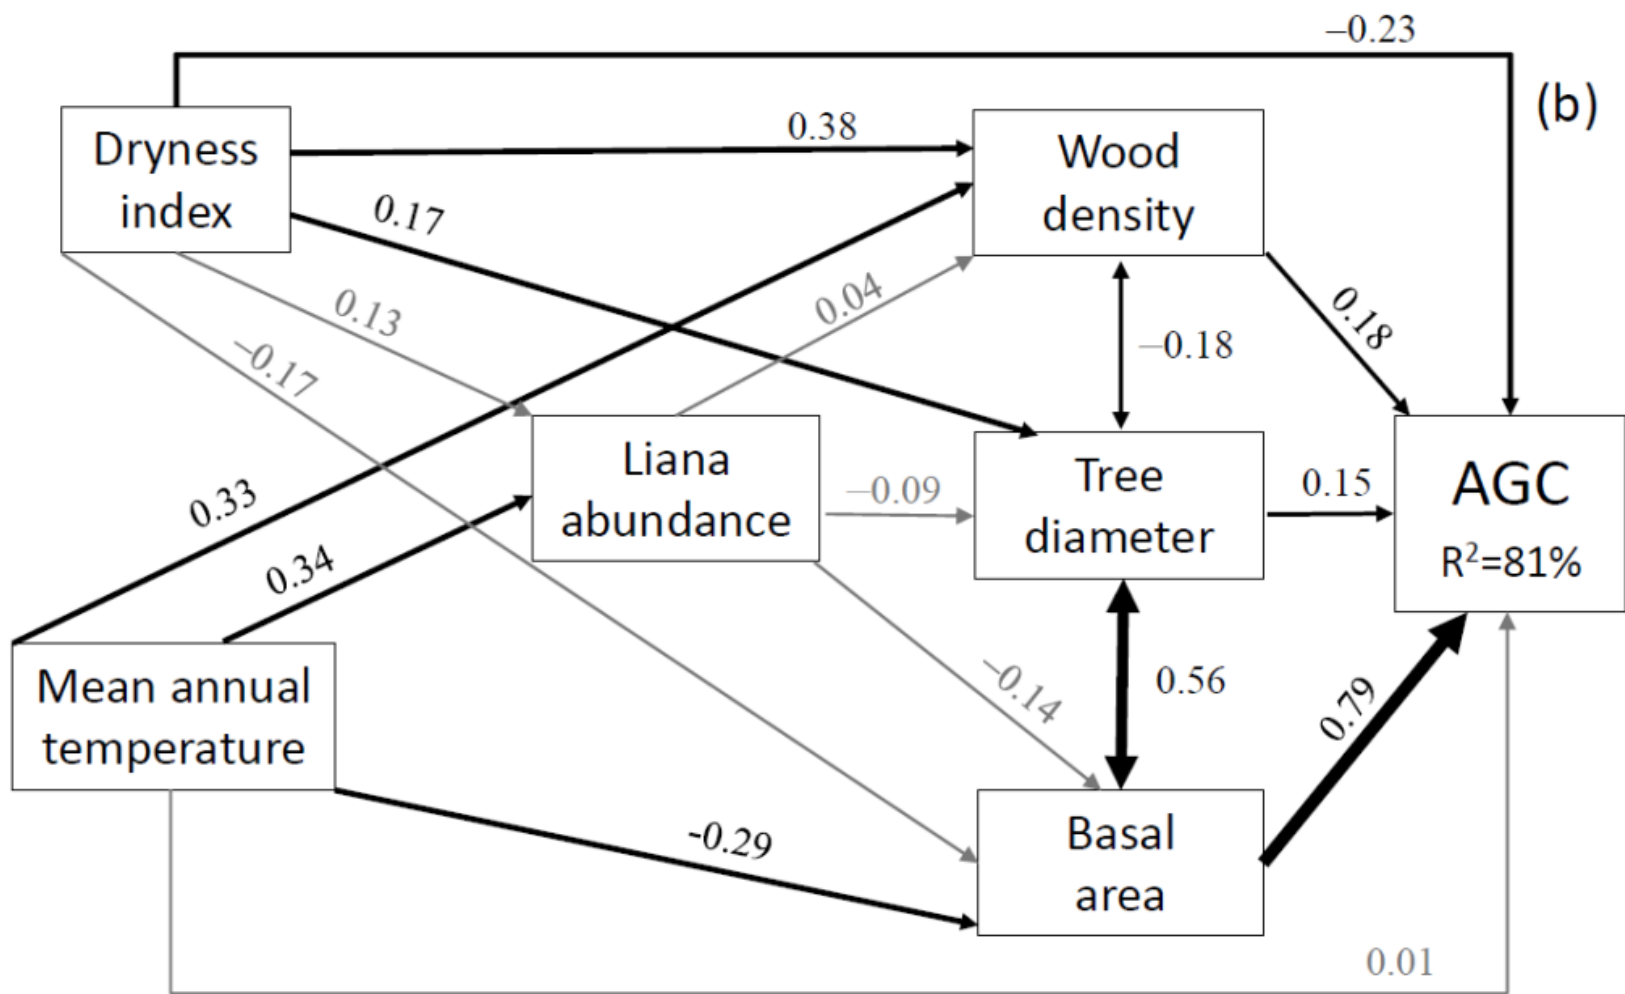 –0.23
(b)
Dryness
index
0.38
Wood
density
0.17
0.13
0.04
–0.17
–0.18
0.18
0.33
0.34
Liana
abundance
–0.09
Tree
diameter
0.15
AGC
R²=81%
Mean annual
temperature
–0.14
0.56
0.79
-0.29
Basal
area
0.01